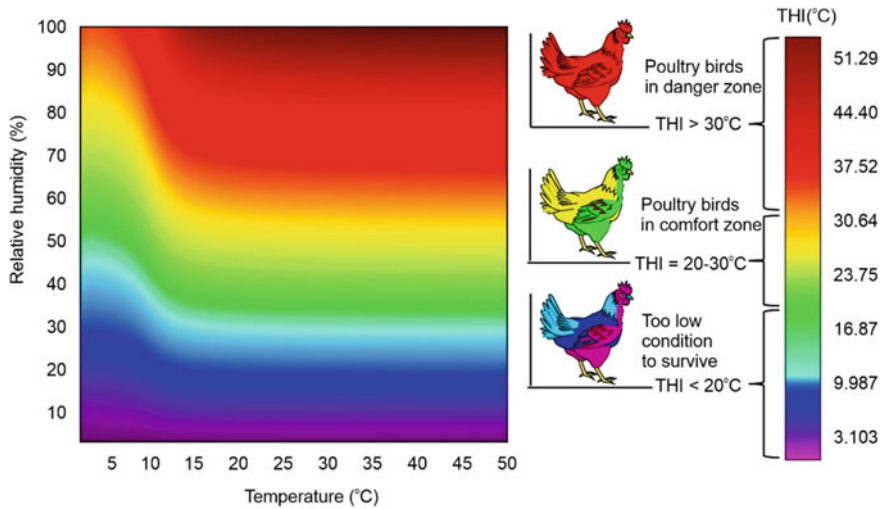 100
90
80
70
60
50
40
30
20
10
Relative humidity (%)
5 10 15 20 25 30 35 40 45 50
Temperature (°C)
Poultry birds
in danger zone
THI > 30°C
Poultry birds
in comfort zone
THI = 20-30°C
Too low
condition
to survive
THI < 20°C
THI(°C)
51.29
44.40
37.52
30.64
23.75
16.87
9.987
3.103